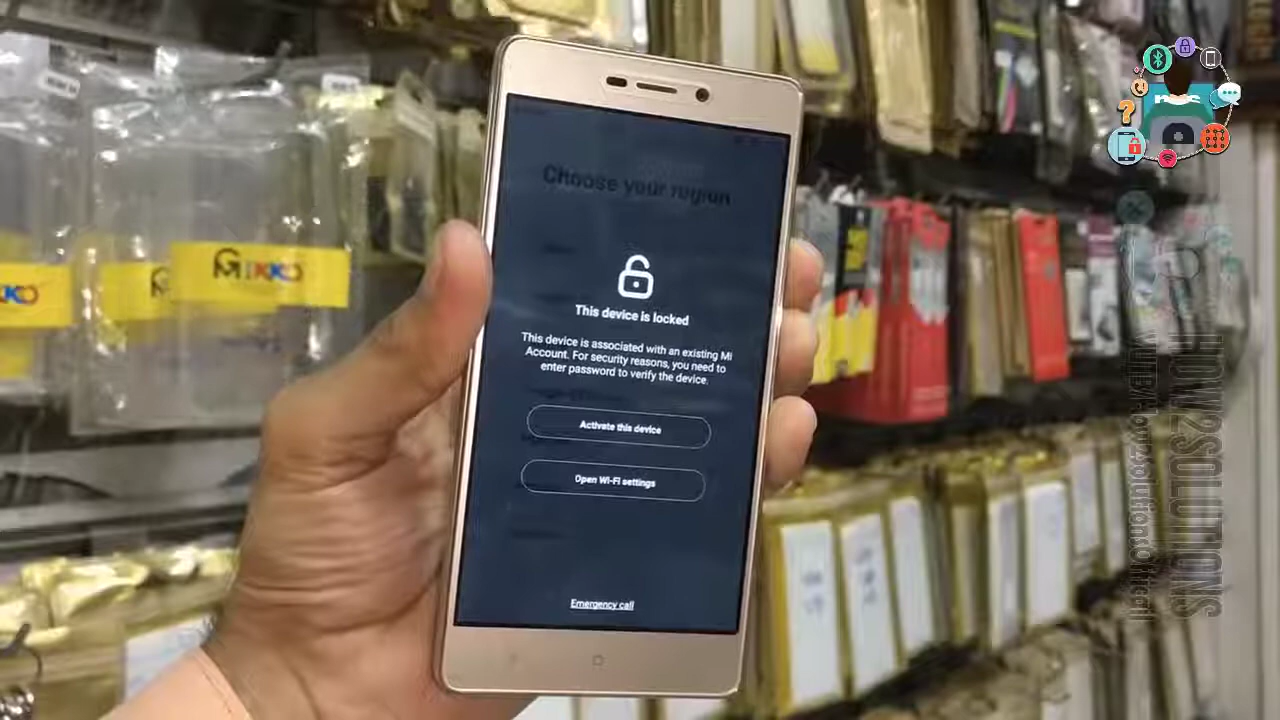 Choose your region
This device is locked
This device is associated with an existing Mi
Account. For security reasons, you need to
enter password to verify the device.
Activate this device
Open Wi-Fi settings
Emergency call
MIKKO
KKO
HOW2SOLUTIONS